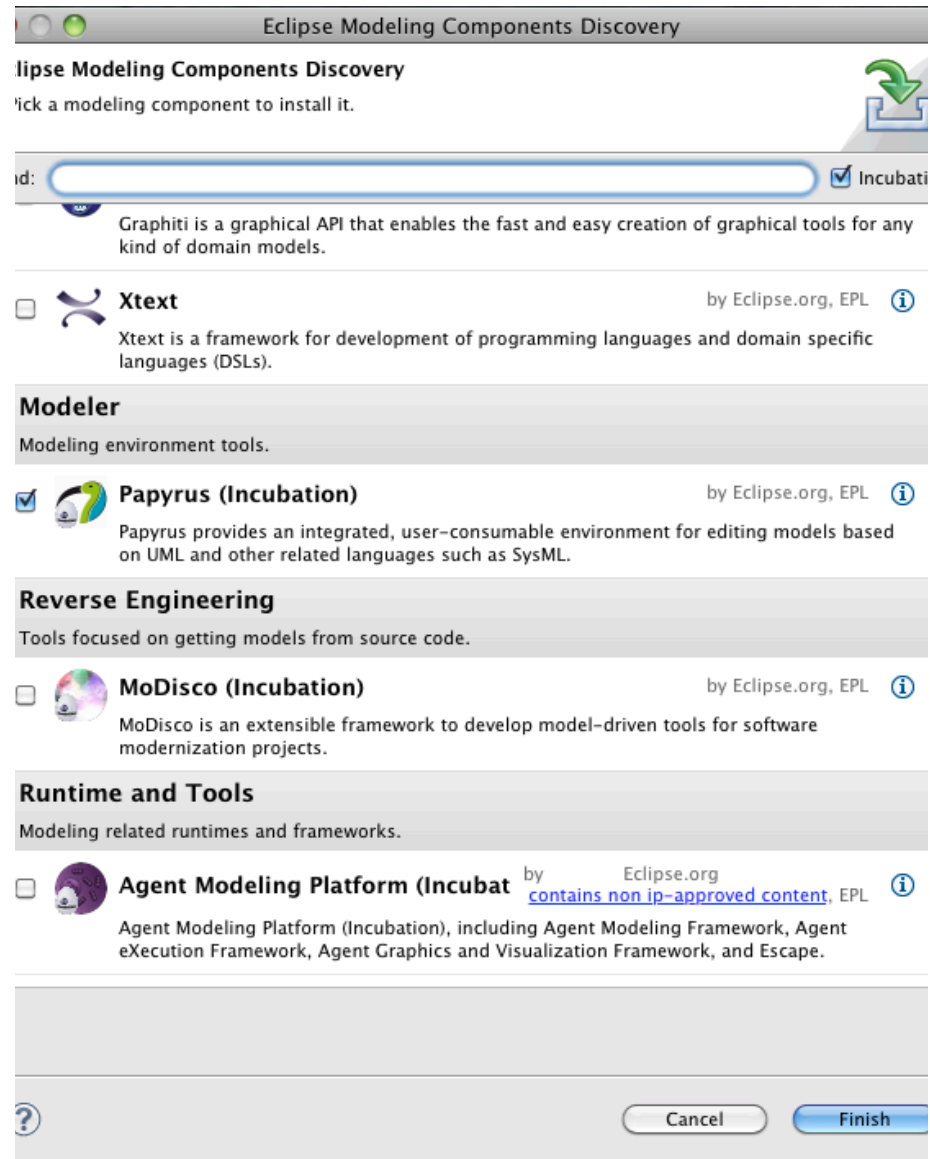 Eclipse Modeling Components Discovery
lipse Modeling Components Discovery
Pick a modeling component to install it.
nd:
Incubati
Graphiti is a graphical API that enables the fast and easy creation of graphical tools for any
kind of domain models.
Xtext
by Eclipse.org, EPL
Xtext is a framework for development of programming languages and domain specific
languages (DSLs).
Modeler
Modeling environment tools.
Papyrus (Incubation)
by Eclipse.org, EPL
Papyrus provides an integrated, user-consumable environment for editing models based
on UML and other related languages such as SysML.
Reverse Engineering
Tools focused on getting models from source code.
MoDisco (Incubation)
by Eclipse.org, EPL
MoDisco is an extensible framework to develop model-driven tools for software
modernization projects.
Runtime and Tools
Modeling related runtimes and frameworks.
Agent Modeling Platform (Incubat
by Eclipse.org
contains non ip-approved content, EPL
Agent Modeling Platform (Incubation), including Agent Modeling Framework, Agent
eXecution Framework, Agent Graphics and Visualization Framework, and Escape.
?
Cancel
Finish